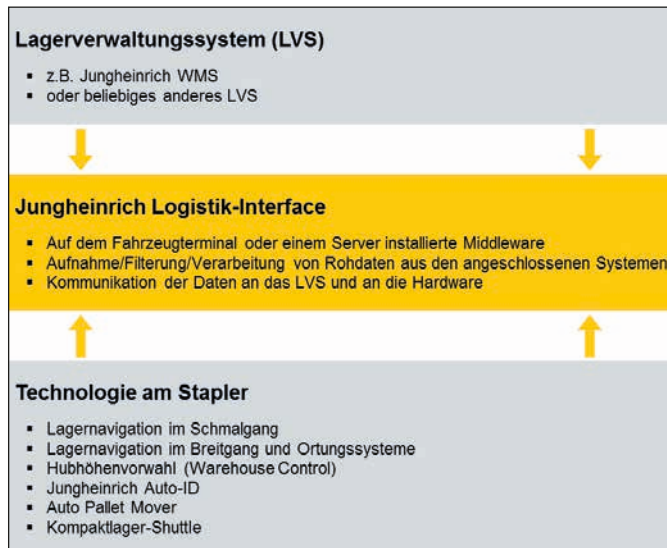 Lagerverwaltungssystem (LVS)
▪ z.B. Jungheinrich WMS
▪ oder beliebiges anderes LVS
Jungheinrich Logistik-Interface
▪ Auf dem Fahrzeugterminal oder einem Server installierte Middleware
▪ Aufnahme/Filterung/Verarbeitung von Rohdaten aus den angeschlossenen Systemen
▪ Kommunikation der Daten an das LVS und an die Hardware
Technologie am Stapler
▪ Lagernavigation im Schmalgang
▪ Lagernavigation im Breitgang und Ortungssysteme
▪ Hubhöhenvorwahl (Warehouse Control)
▪ Jungheinrich Auto-ID
▪ Auto Pallet Mover
▪ Kompaktlager-Shuttle